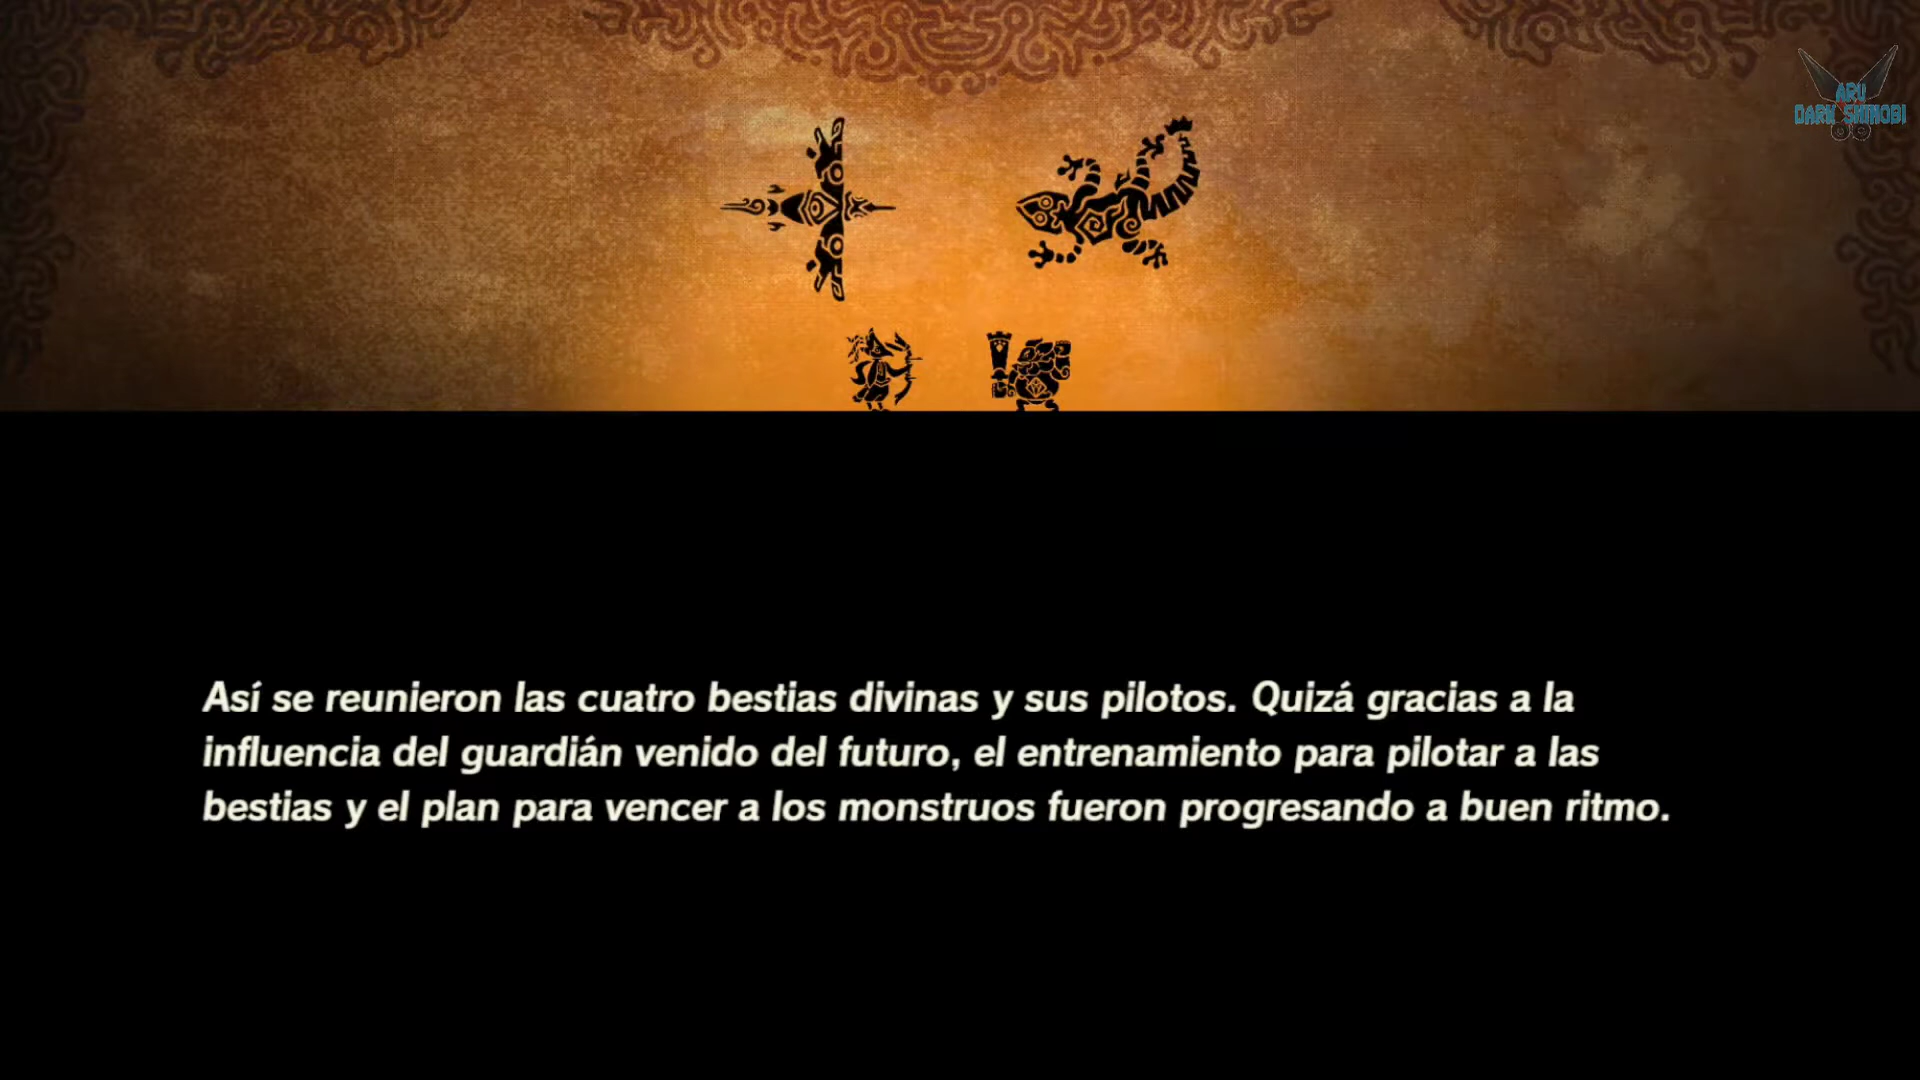 ARU
DARK SHINOBI
Así se reunieron las cuatro bestias divinas y sus pilotos. Quizá gracias a la
influencia del guardián venido del futuro, el entrenamiento para pilotar a las
bestias y el plan para vencer a los monstruos fueron progresando a buen ritmo.